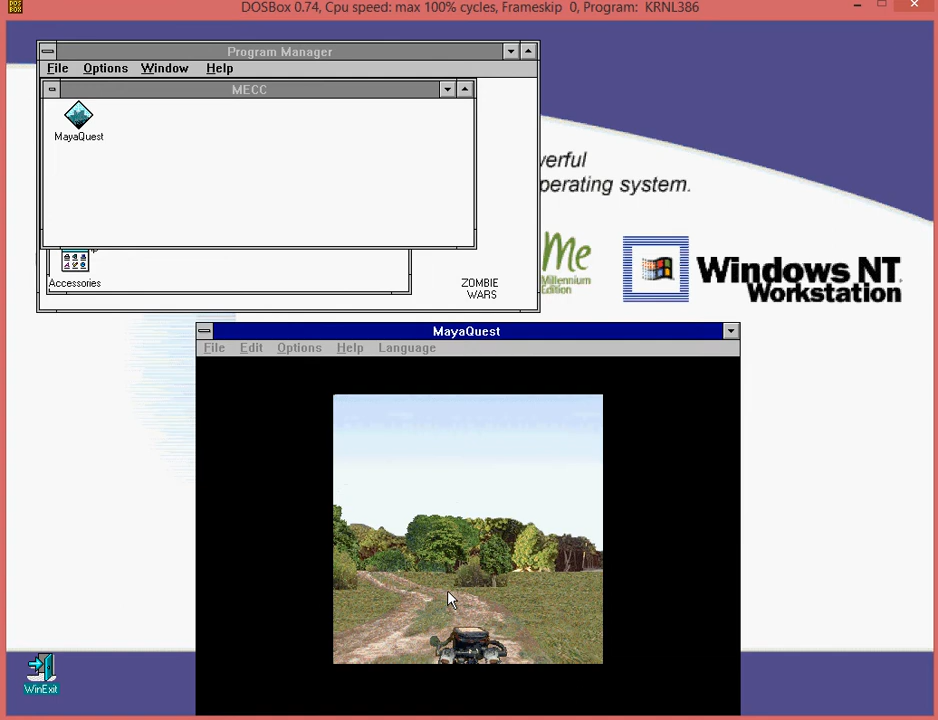 DOSBox 0.74, Cpu speed: max 100% cycles, Frameskip 0, Program: KRNL386
Program Manager
File Options Window Help
MECC
MayaQuest
Accessories
ZOMBIE
WARS
werful
perating system.
Me
Millennium
Edition
Windows NT
Workstation
MayaQuest
File Edit Options Help Language
WinExit